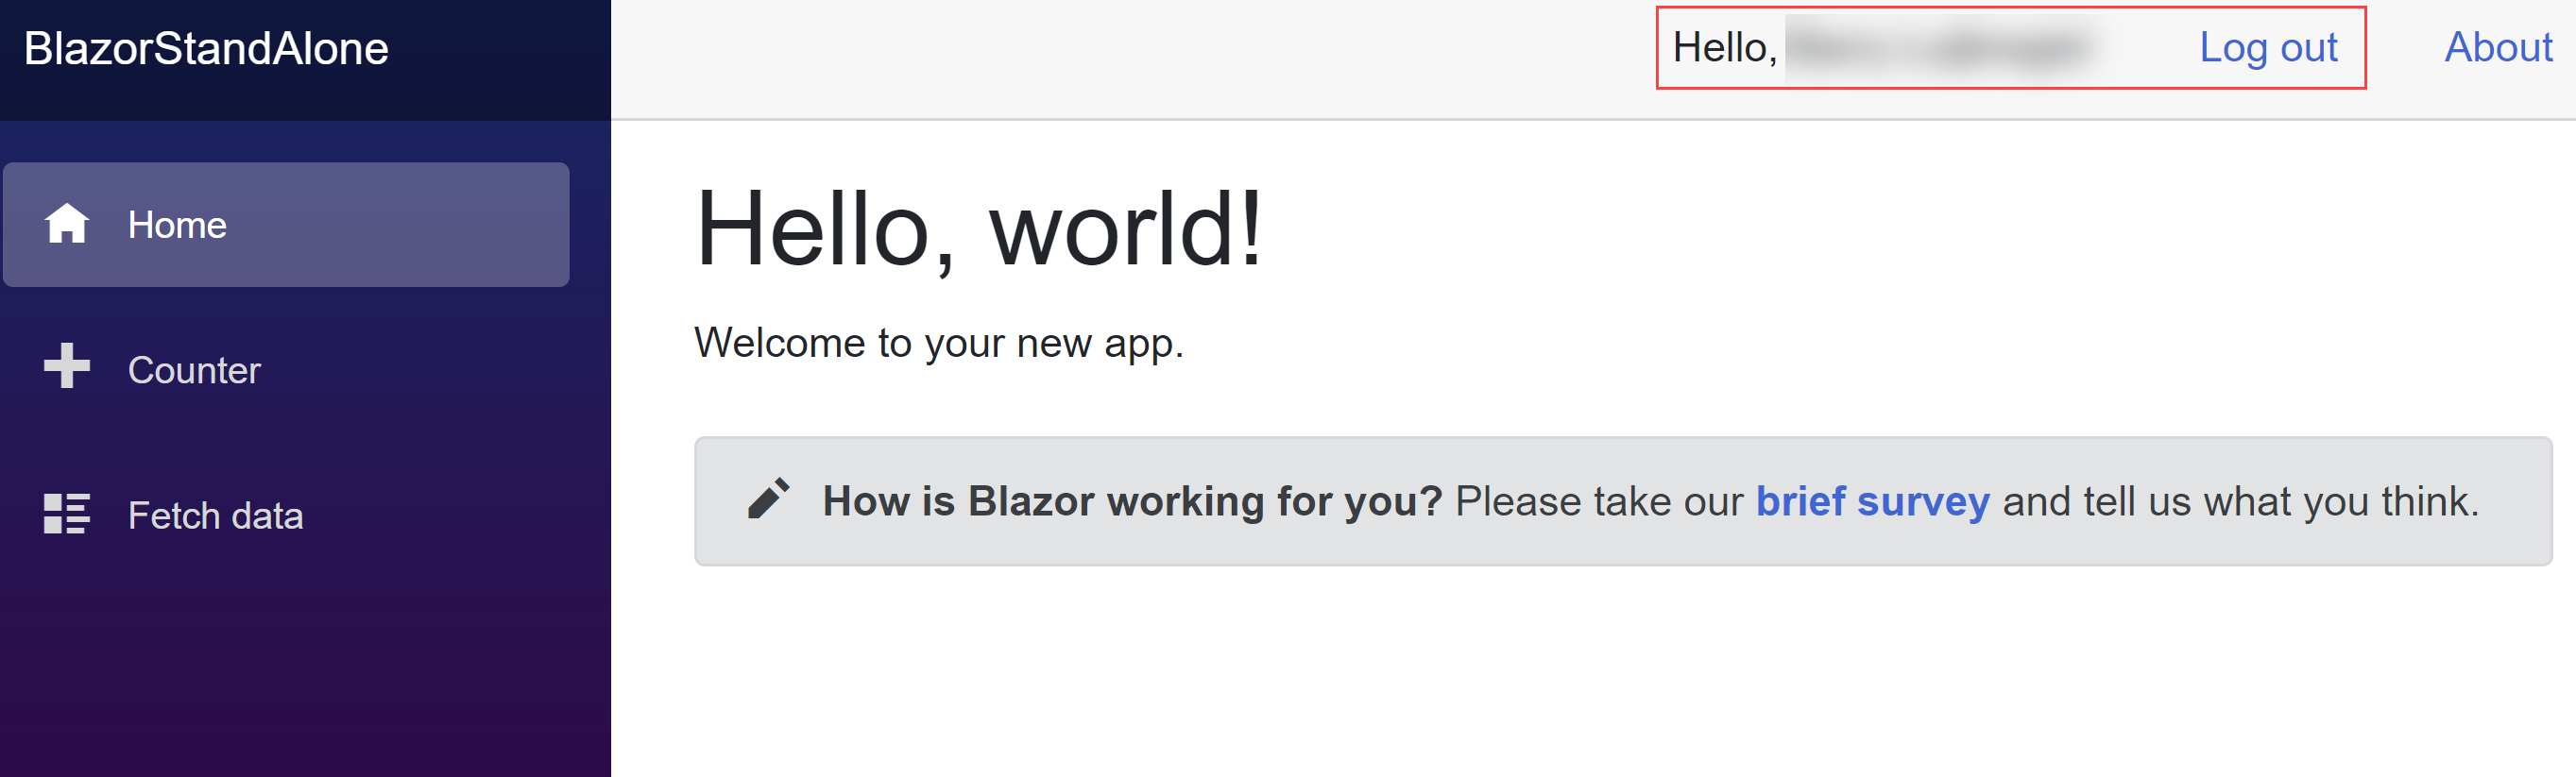 BlazorStandAlone
Hello, Log out About
Home
Counter
Fetch data
Hello, world!
Welcome to your new app.
How is Blazor working for you? Please take our brief survey and tell us what you think.